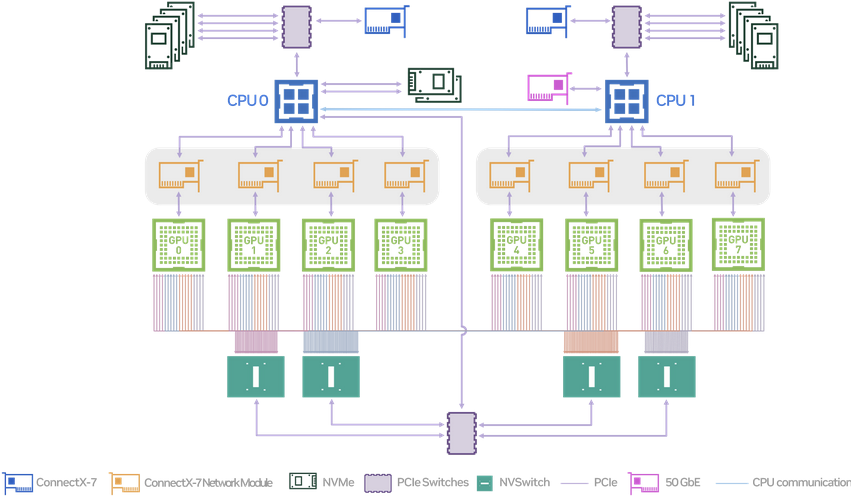 CPU 0
CPU 1
GPU
0
GPU
1
GPU
2
GPU
3
GPU
4
GPU
5
GPU
6
GPU
7
ConnectX-7
ConnectX-7 Network Module
NVMe
PCIe Switches
NVSwitch
PCIe
50 GbE
CPU communication